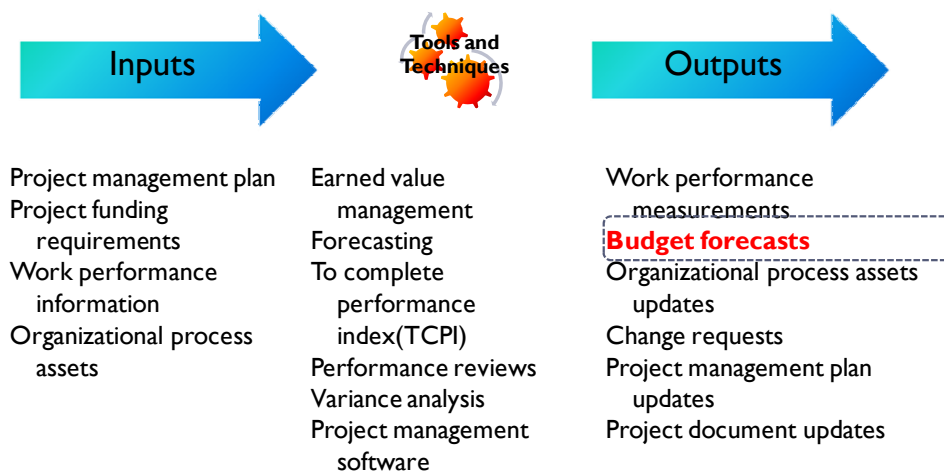 Inputs
Tools and
Techniques
Outputs
Project management plan
Project funding
requirements
Work performance
information
Organizational process
assets
Earned value
management
Forecasting
To complete
performance
index(TCPI)
Performance reviews
Variance analysis
Project management
software
Work performance
measurements
Budget forecasts
Organizational process assets
updates
Change requests
Project management plan
updates
Project document updates